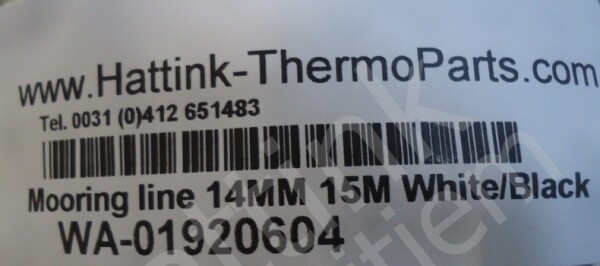 www.Hattink-ThermoParts.com
Tel. 0031 (0)412 651483
Mooring line 14MM 15M White/Black
WA-01920604